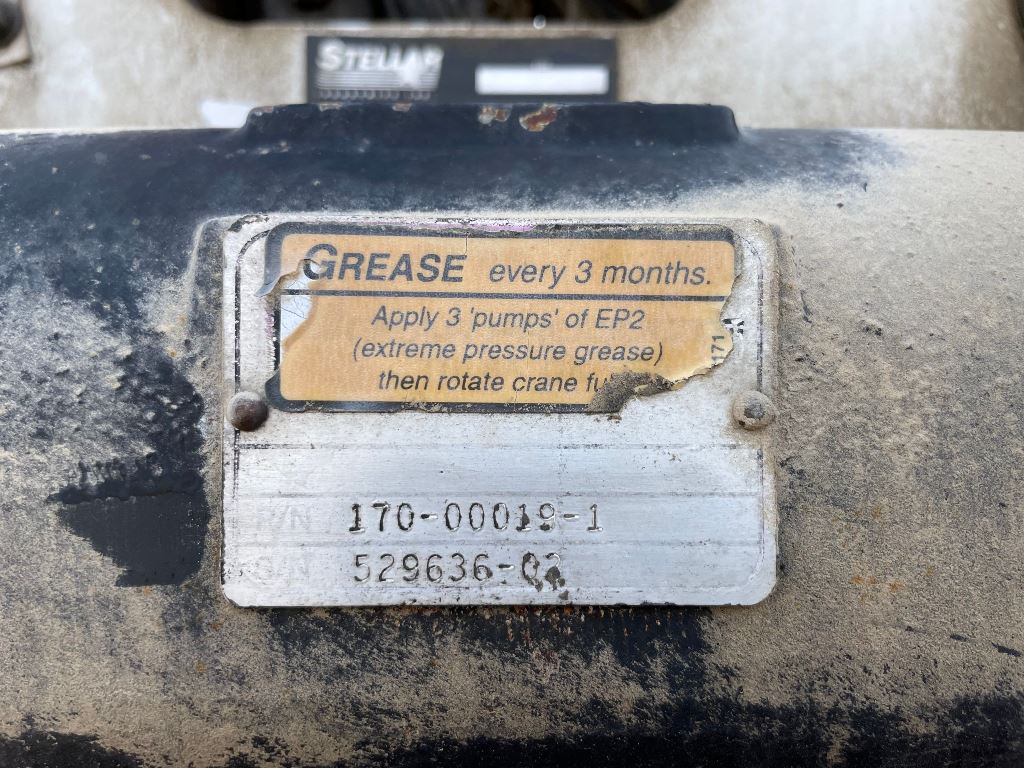 STELLAR
GREASE every 3 months.
Apply 3 'pumps' of EP2
(extreme pressure grease)
then rotate crane
170-00019-1
529636-02